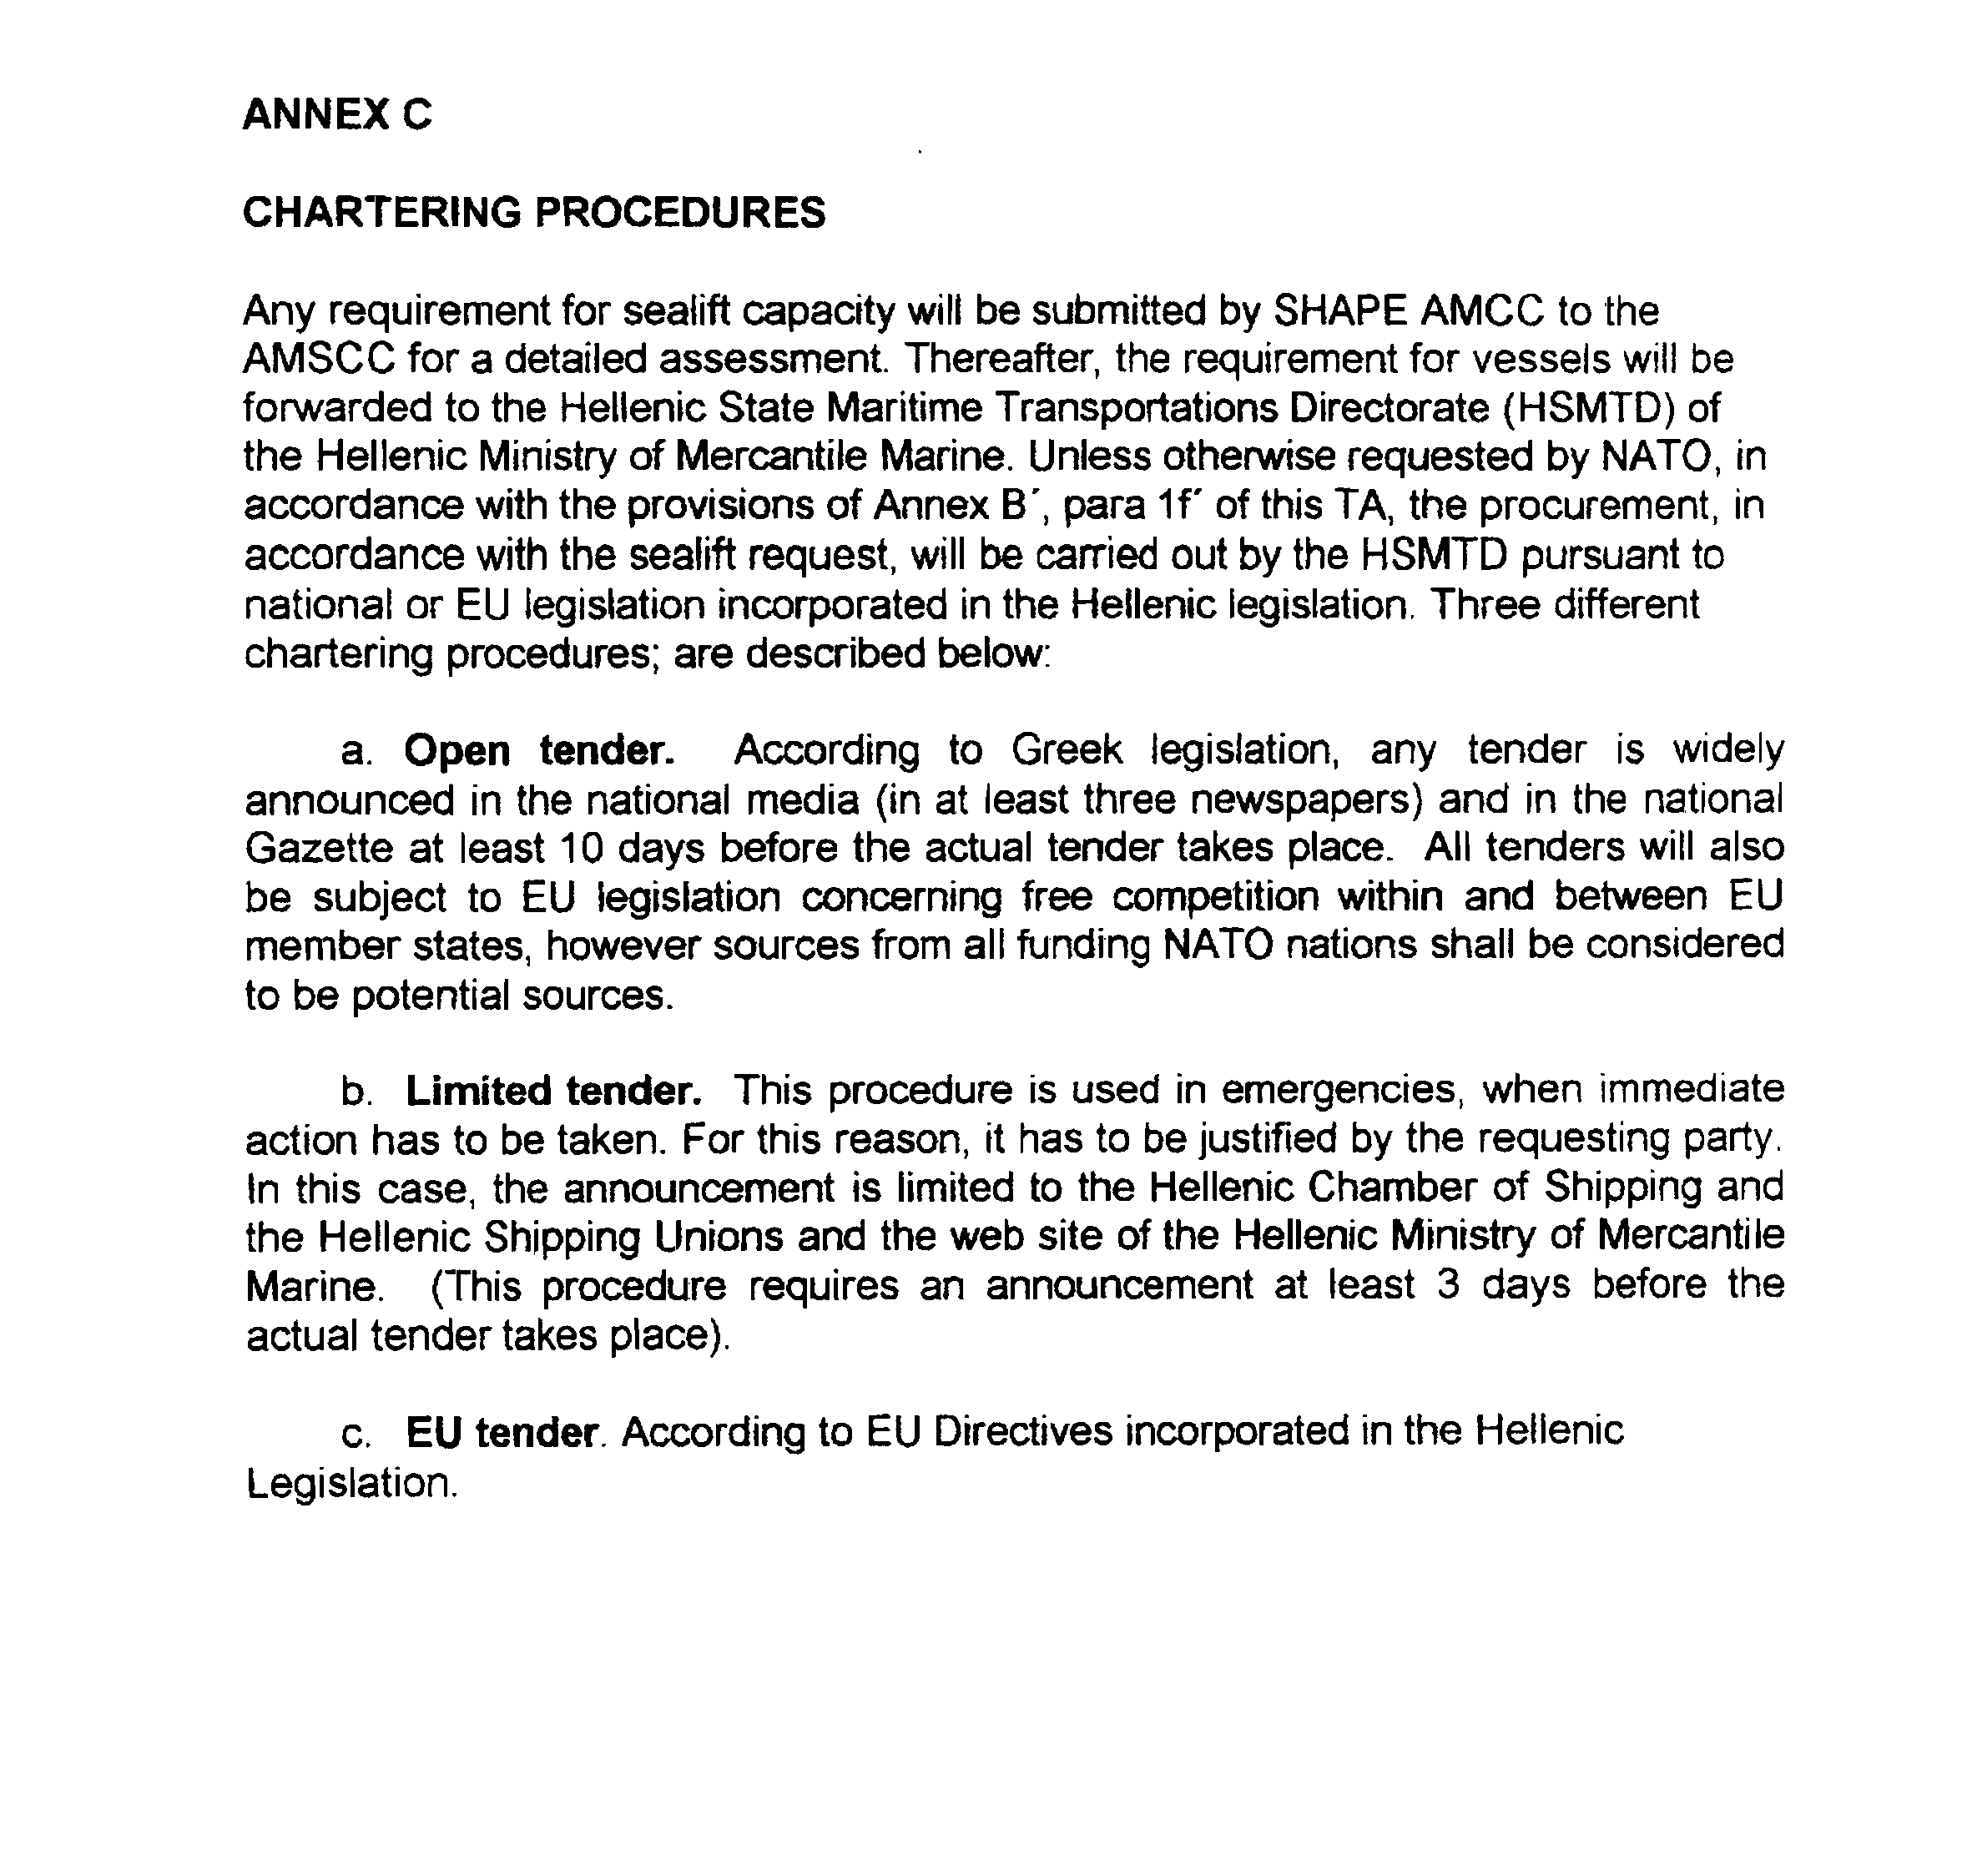 ANNEX C
CHARTERING PROCEDURES
Any requirement for sealift capacity will be submitted by SHAPE AMCC to the
AMSCC for a detailed assessment. Thereafter, the requirement for vessels will be
forwarded to the Hellenic State Maritime Transportations Directorate (HSMTD) of
the Hellenic Ministry of Mercantile Marine. Unless otherwise requested by NATO, in
accordance with the provisions of Annex B´, para 1f´ of this TA, the procurement, in
accordance with the sealift request, will be carried out by the HSMTD pursuant to
national or EU legislation incorporated in the Hellenic legislation. Three different
chartering procedures; are described below:
a. Open tender. According to Greek legislation, any tender is widely
announced in the national media (in at least three newspapers) and in the national
Gazette at least 10 days before the actual tender takes place. All tenders will also
be subject to EU legislation concerning free competition within and between EU
member states, however sources from all funding NATO nations shall be considered
to be potential sources.
b. Limited tender. This procedure is used in emergencies, when immediate
action has to be taken. For this reason, it has to be justified by the requesting party.
In this case, the announcement is limited to the Hellenic Chamber of Shipping and
the Hellenic Shipping Unions and the web site of the Hellenic Ministry of Mercantile
Marine. (This procedure requires an announcement at least 3 days before the
actual tender takes place).
c. EU tender. According to EU Directives incorporated in the Hellenic
Legislation.